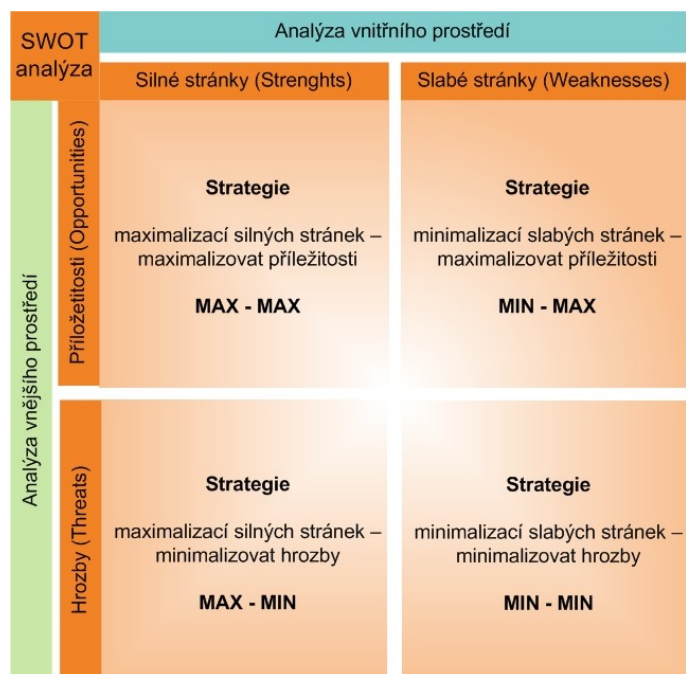 SWOT
analýza
Analýza vnitřního prostředí
Silné stránky (Strenghts)
Slabé stránky (Weaknesses)
Analýza vnějšího prostředí
Přiložetitosti (Opportunities)
Strategie
maximalizací silných stránek –
maximalizovat příležitosti
MAX - MAX
Strategie
minimalizací slabých stránek –
maximalizovat příležitosti
MIN - MAX
Hrozby (Threats)
Strategie
maximalizací silných stránek –
minimalizovat hrozby
MAX - MIN
Strategie
minimalizací slabých stránek –
minimalizovat hrozby
MIN - MIN